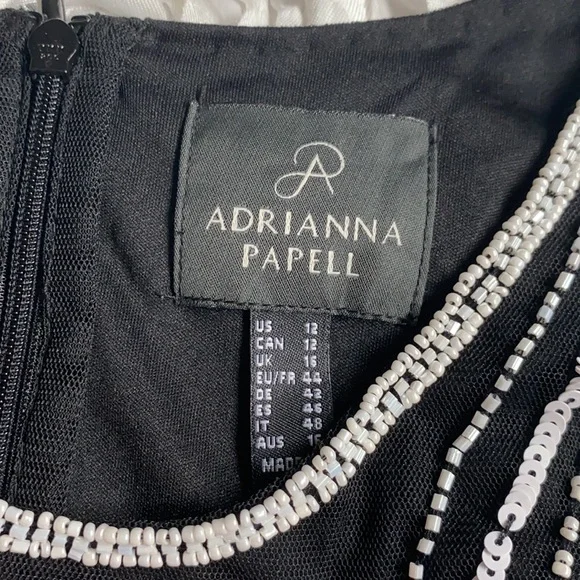 ADRIANNA
PAPELL
US 12
CAN 12
UK 16
EU/FR 44
DE 42
ES 46
IT 48
AUS 16